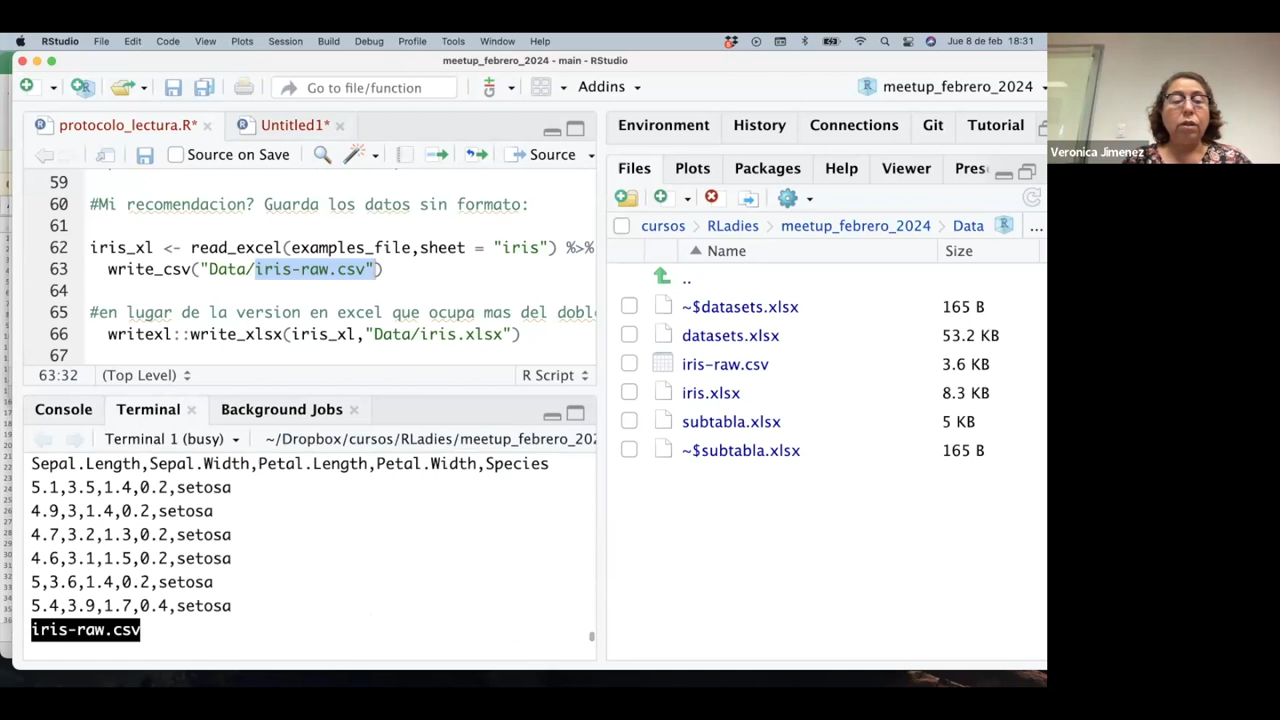 RStudio File Edit Code View Plots Session Build Debug Profile Tools Window Help Jue 8 de feb 18:31
meetup_febrero_2024 - main - RStudio
Go to file/function Addins meetup_febrero_2024
protocolo_lectura.R* Untitled1*
Source on Save Source
59
60 #Mi recomendacion? Guarda los datos sin formato:
61
62 iris_xl <- read_excel(examples_file,sheet = "iris") %>%
63 write_csv("Data/iris-raw.csv")
64
65 #en lugar de la version en excel que ocupa mas del dobl
66 writexl::write_xlsx(iris_xl,"Data/iris.xlsx")
67
63:32 (Top Level) R Script
Console Terminal Background Jobs
Terminal 1 (busy) ~/Dropbox/cursos/RLadies/meetup_febrero_202
Sepal.Length,Sepal.Width,Petal.Length,Petal.Width,Species
5.1,3.5,1.4,0.2,setosa
4.9,3,1.4,0.2,setosa
4.7,3.2,1.3,0.2,setosa
4.6,3.1,1.5,0.2,setosa
5,3.6,1.4,0.2,setosa
5.4,3.9,1.7,0.4,setosa
iris-raw.csv
Environment History Connections Git Tutorial
Files Plots Packages Help Viewer Pres
cursos RLadies meetup_febrero_2024 Data ...
Name Size
..
~$datasets.xlsx 165 B
datasets.xlsx 53.2 KB
iris-raw.csv 3.6 KB
iris.xlsx 8.3 KB
subtabla.xlsx 5 KB
~$subtabla.xlsx 165 B
Veronica Jimenez